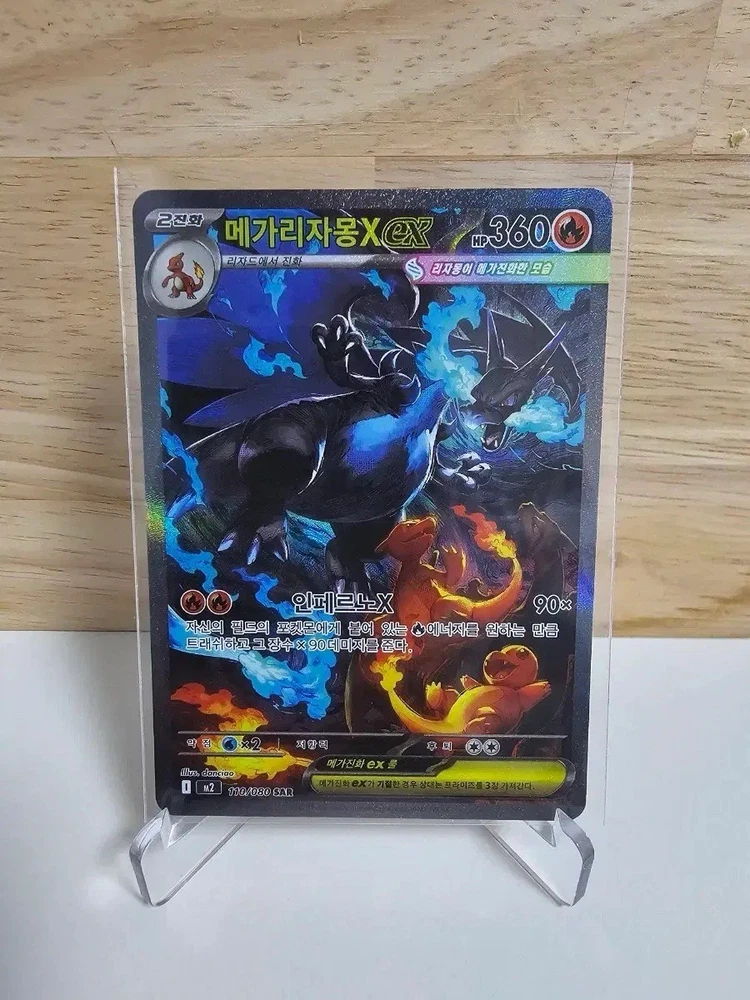 2진화
메가리자몽X ex
HP 360
리자드에서 진화
리자몽이 메가진화한 모습
인페르노X
90×
자신의 필드의 포켓몬에게 붙어 있는 에너지를 원하는 만큼
트래쉬하고 그 장수 × 90데미지를 준다.
약점 ×2 저항력 후퇴
메가진화 ex 룰
메가진화 ex가 기절한 경우 상대는 프라이즈를 3장 가져간다.
Illus. danciao
I M2 110/080 SAR